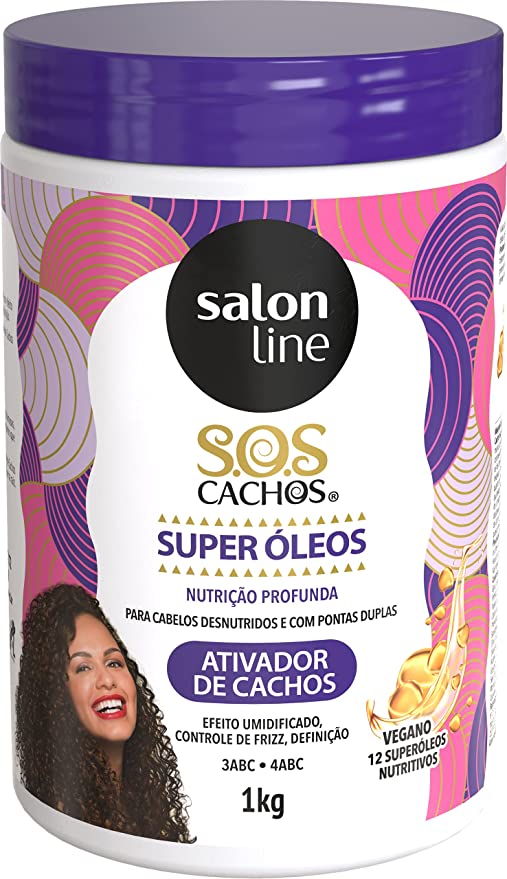 salon
line
S.O.S
CACHOS®
SUPER ÓLEOS
NUTRIÇÃO PROFUNDA
PARA CABELOS DESNUTRIDOS E COM PONTAS DUPLAS
ATIVADOR
DE CACHOS
EFEITO UMIDIFICADO,
CONTROLE DE FRIZZ, DEFINIÇÃO
3ABC • 4ABC
1kg
VEGANO
12 SUPERÓLEOS
NUTRITIVOS